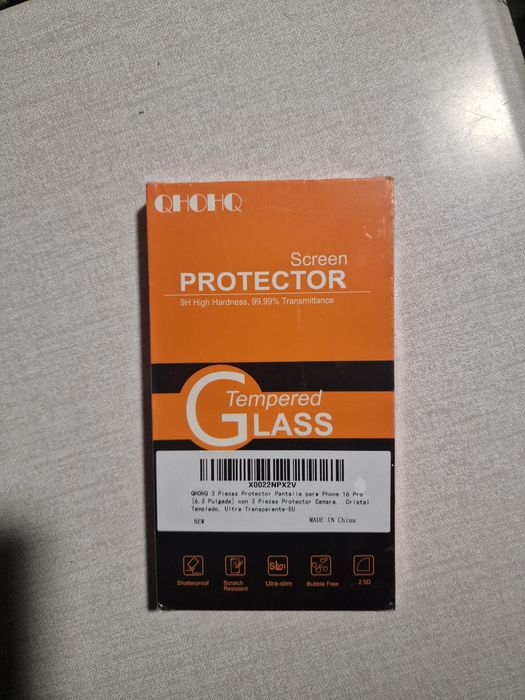 QHOHQ
Screen
PROTECTOR
9H High Hardness, 99.99% Transmittance
Tempered
GLASS
X0022NPX2V
QHOHQ 3 Piezas Protector Pantalla para Phone 16 Pro
[6,3 Pulgada] con 3 Piezas Protector Camara, Cristal
Templado, Ultra Transparente-EU
NEW MADE IN China
Slim
Shatterproof Scratch Resistant Ultra-slim Bubble Free 2.5D